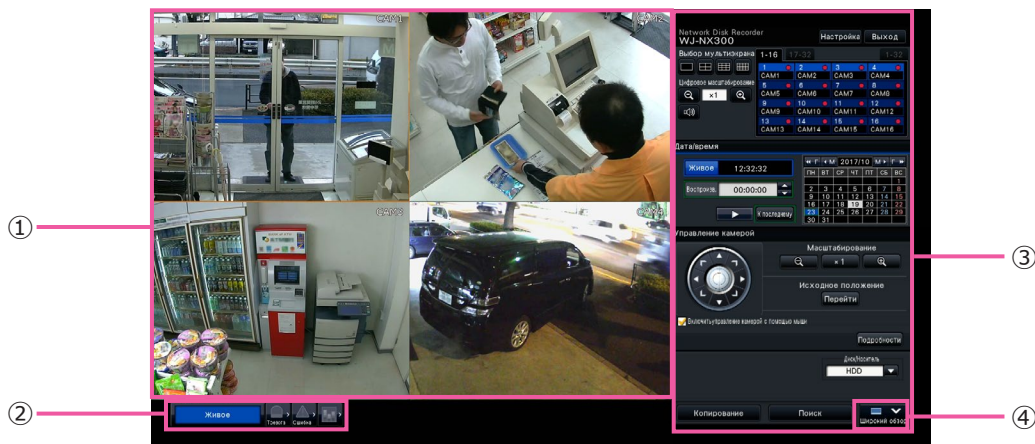 CAM1
CAM2
CAM3
CAM4
①
②
③
④
Network Disk Recorder
WJ-NX300
Настройка
Выход
Выбор мультиэкрана
1-16
17-32
1-32
Цифровое масштабирование
×1
1 2 3 4
CAM1 CAM2 CAM3 CAM4
5 6 7 8
CAM5 CAM6 CAM7 CAM8
9 10 11 12
CAM9 CAM10 CAM11 CAM12
13 14 15 16
CAM13 CAM14 CAM15 CAM16
Дата/время
Живое
12:32:32
Воспроизв.
00:00:00
К последнему
Г М 2017/10 М Г
ПН ВТ СР ЧТ ПТ СБ ВС
1
2 3 4 5 6 7 8
9 10 11 12 13 14 15
16 17 18 19 20 21 22
23 24 25 26 27 28 29
30 31
Управление камерой
Масштабирование
×1
Исходное положение
Перейти
Включить управление камерой с помощью мыши
Подробности
Диск/Носитель
HDD
Живое
Тревога
Ошибка
Копирование
Поиск
Широкий обзор